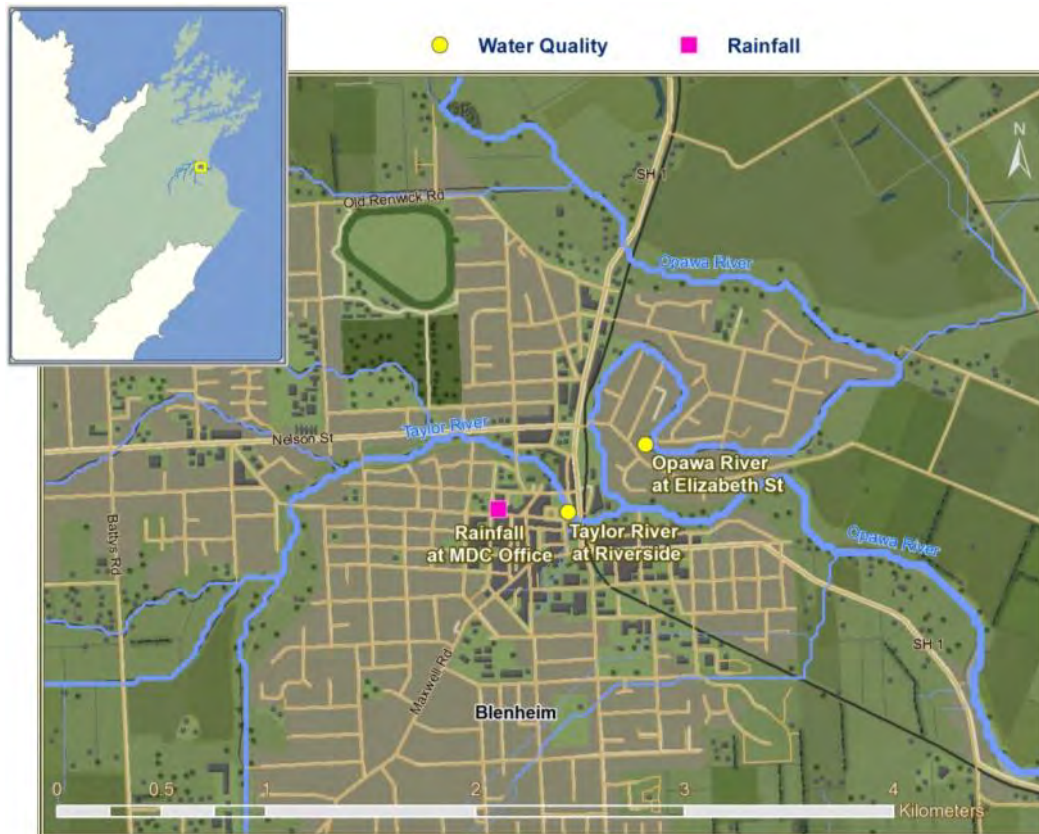 Water Quality
Rainfall
N
SH 1
Old Renwick Rd
Opawa River
Taylor River
Nelson St
Opawa River
at Elizabeth St
Rainfall
at MDC Office
Taylor River
at Riverside
Battys Rd
Opawa River
Maxwell Rd
SH 1
Blenheim
0
0.5
1
2
3
4
Kilometers